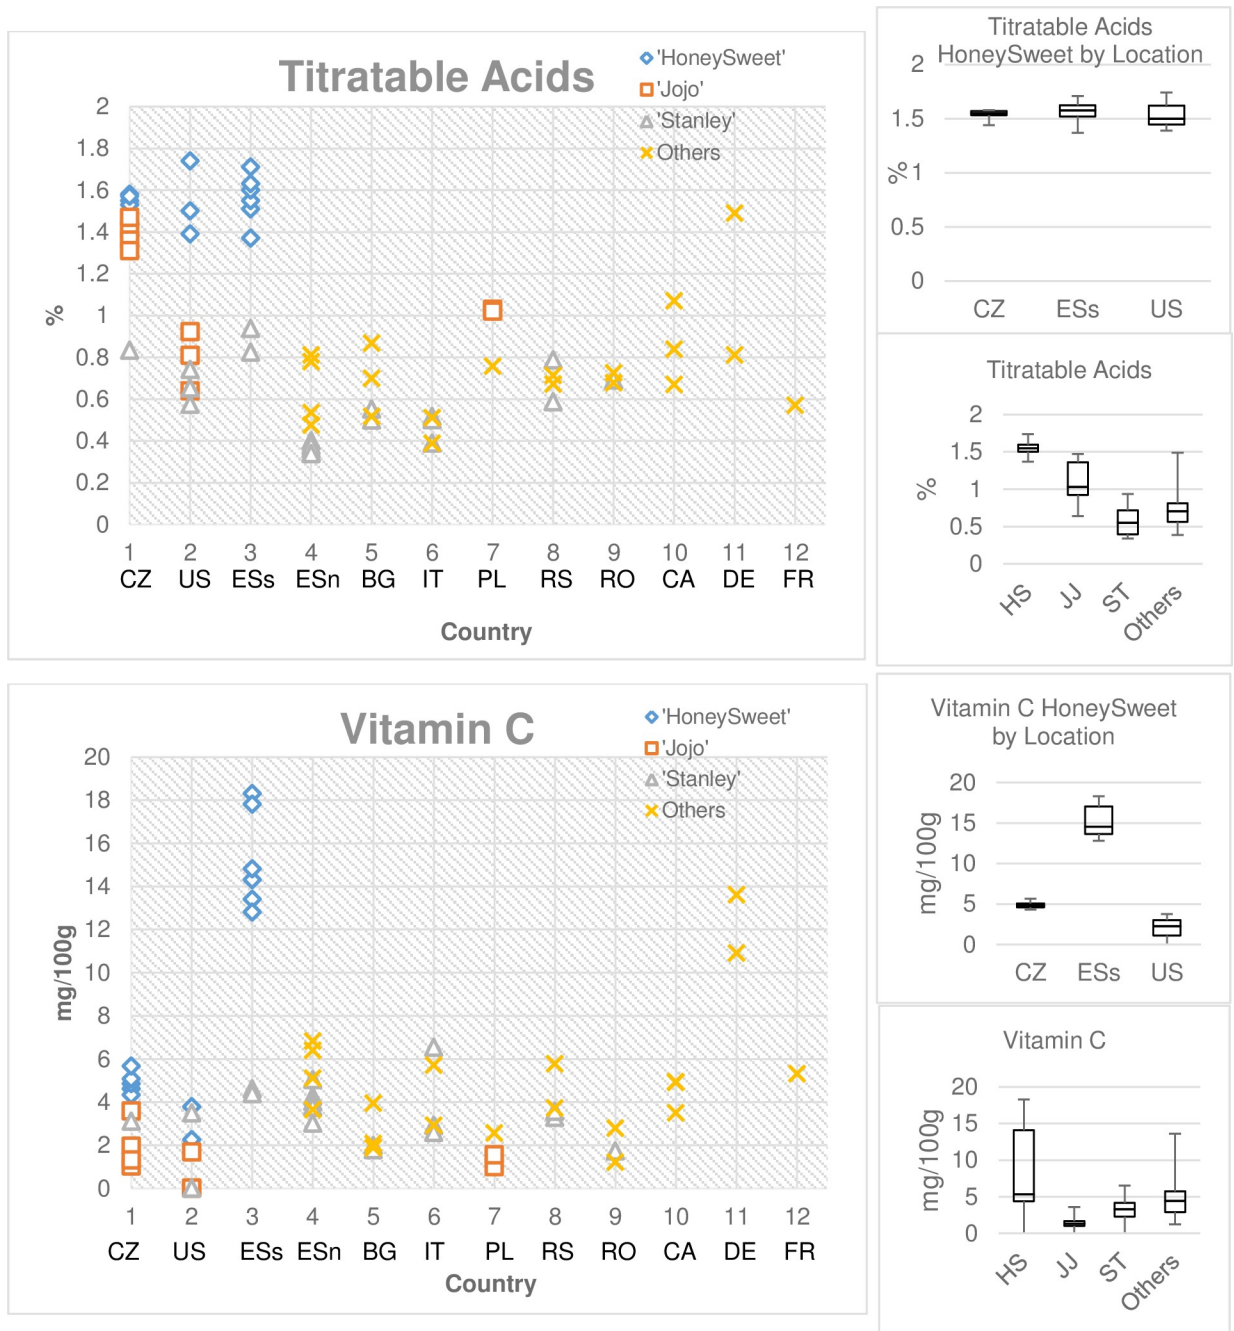 Titratable Acids
'HoneySweet'
'Jojo'
'Stanley'
Others
2
1.8
1.6
1.4
1.2
1
0.8
0.6
0.4
0.2
0
%
1 2 3 4 5 6 7 8 9 10 11 12
CZ US ESs ESn BG IT PL RS RO CA DE FR
Country
Titratable Acids
HoneySweet by Location
2
1.5
1
0.5
0
%
CZ ESs US
Titratable Acids
2
1.5
1
0.5
0
%
HS JJ ST Others
Vitamin C
'HoneySweet'
'Jojo'
'Stanley'
Others
20
18
16
14
12
10
8
6
4
2
0
mg/100g
1 2 3 4 5 6 7 8 9 10 11 12
CZ US ESs ESn BG IT PL RS RO CA DE FR
Country
Vitamin C HoneySweet
by Location
20
15
10
5
0
mg/100g
CZ ESs US
Vitamin C
20
15
10
5
0
mg/100g
HS JJ ST Others